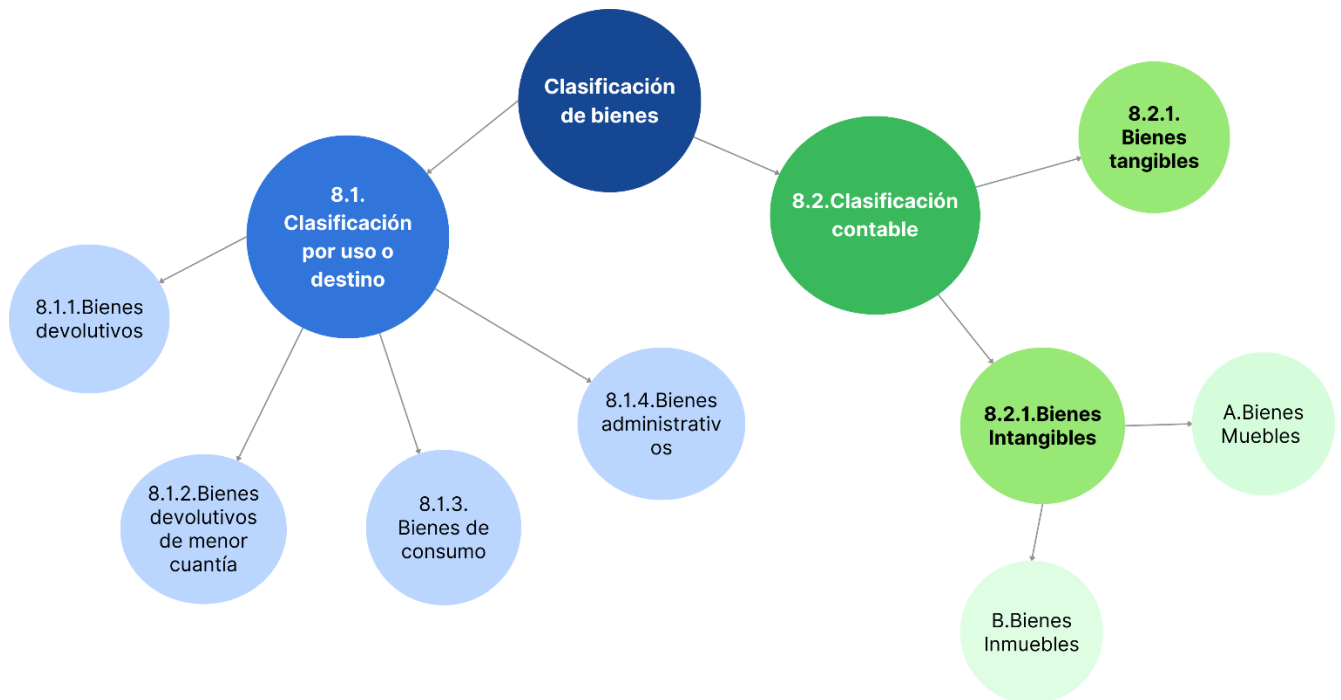 Clasificación
de bienes
8.1.
Clasificación
por uso o
destino
8.1.1.Bienes
devolutivos
8.1.2.Bienes
devolutivos
de menor
cuantía
8.1.3.
Bienes de
consumo
8.1.4.Bienes
administrativ
os
8.2.Clasificación
contable
8.2.1.
Bienes
tangibles
8.2.1.Bienes
Intangibles
A.Bienes
Muebles
B.Bienes
Inmuebles